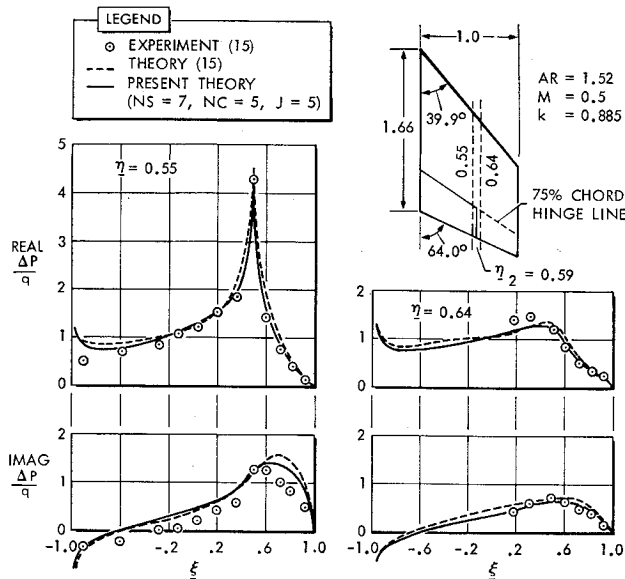 LEGEND
⊙ EXPERIMENT (15)
--- THEORY (15)
— PRESENT THEORY
(NS = 7, NC = 5, J = 5)
1.0
39.9°
1.66
0.55
0.64
64.0°
AR = 1.52
M = 0.5
k = 0.885
75% CHORD
HINGE LINE
η2 = 0.59
η = 0.55
REAL
ΔP
q
5
4
3
2
1
0
η = 0.64
2
1
0
IMAG
ΔP
q
2
1
0
-1.0 -.6 -.2 .2 .6 1.0
ξ
2
1
0
-1.0 -.6 -.2 .2 .6 1.0
ξ